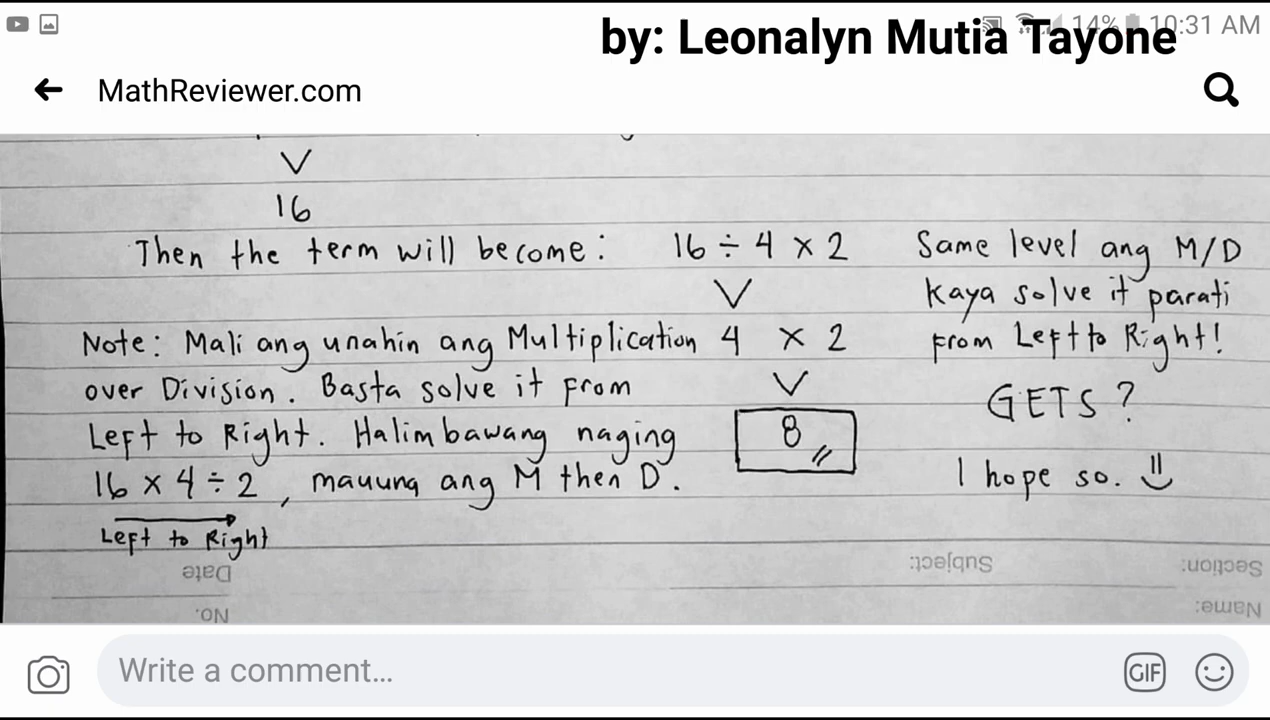 14% 10:31 AM
by: Leonalyn Mutia Tayone
MathReviewer.com
16
Then the term will become: 16 ÷ 4 × 2
4 × 2
8
Same level ang M/D
kaya solve it parati
from Left to Right!
GETS?
I hope so.
Note: Mali ang unahin ang Multiplication
over Division. Basta solve it from
Left to Right. Halimbawang naging
16 × 4 ÷ 2, mauuna ang M then D.
Left to Right
Date
No.
Subject:
Section:
Name:
Write a comment...
GIF